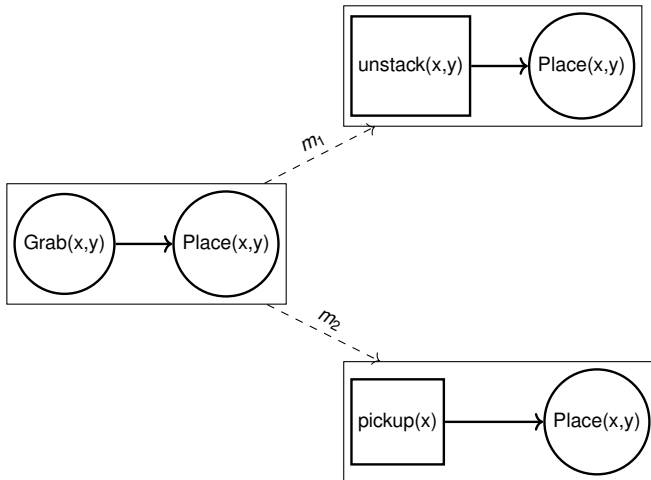 unstack(x,y) Place(x,y)
m₁
Grab(x,y) Place(x,y)
m₂
pickup(x) Place(x,y)